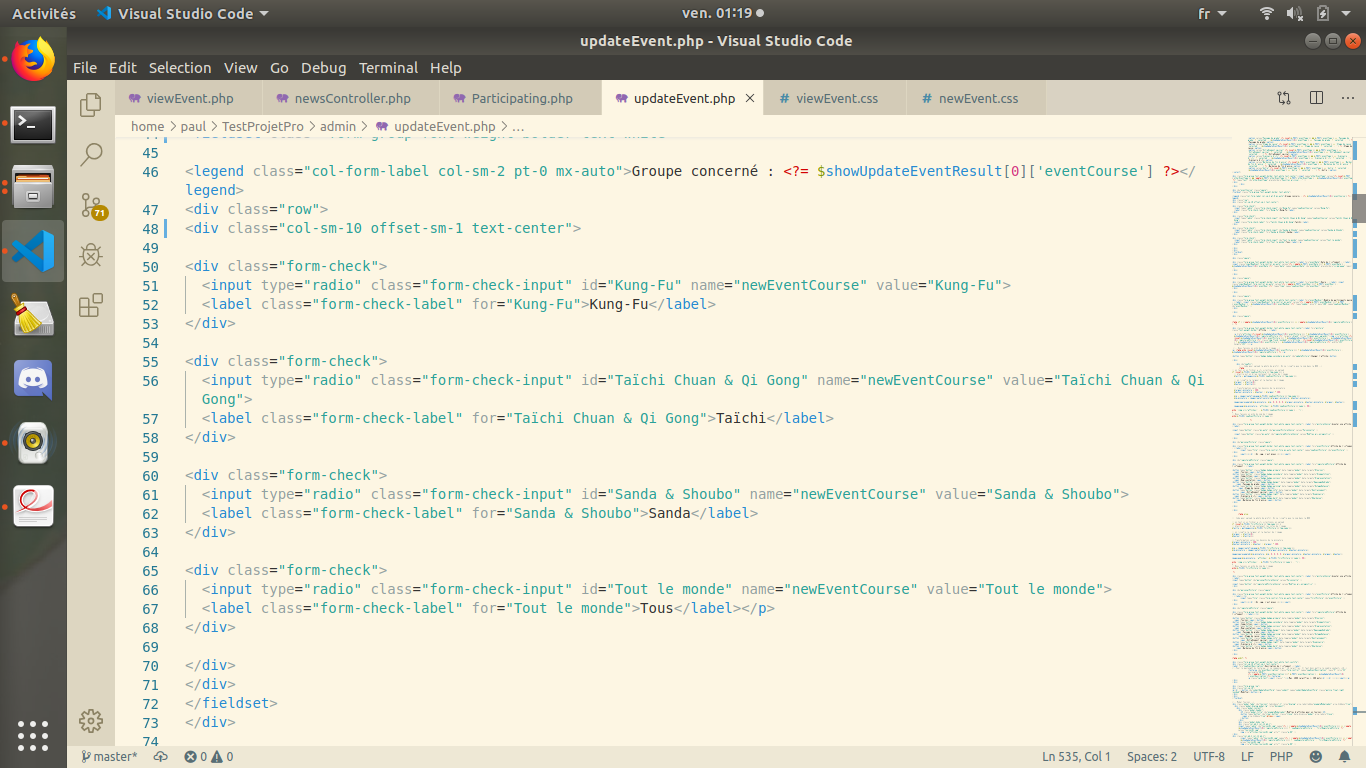 Activités Visual Studio Code ven. 01:19 fr
updateEvent.php - Visual Studio Code
File Edit Selection View Go Debug Terminal Help
viewEvent.php newsController.php Participating.php updateEvent.php viewEvent.css newEvent.css
home > paul > TestProjetPro > admin > updateEvent.php > ...
45
46 <legend class="col-form-label col-sm-2 pt-0 mx-auto">Groupe concerné : <?= $showUpdateEventResult[0]['eventCourse'] ?></
legend>
47 <div class="row">
48 <div class="col-sm-10 offset-sm-1 text-center">
49
50 <div class="form-check">
51 <input type="radio" class="form-check-input" id="Kung-Fu" name="newEventCourse" value="Kung-Fu">
52 <label class="form-check-label" for="Kung-Fu">Kung-Fu</label>
53 </div>
54
55 <div class="form-check">
56 <input type="radio" class="form-check-input" id="Taïchi Chuan & Qi Gong" name="newEventCourse" value="Taïchi Chuan & Qi
Gong">
57 <label class="form-check-label" for="Taichi Chuan & Qi Gong">Taïchi</label>
58 </div>
59
60 <div class="form-check">
61 <input type="radio" class="form-check-input" id="Sanda & Shoubo" name="newEventCourse" value="Sanda & Shoubo">
62 <label class="form-check-label" for="Sanda & Shoubo">Sanda</label>
63 </div>
64
65 <div class="form-check">
66 <input type="radio" class="form-check-input" id="Tout le monde" name="newEventCourse" value="Tout le monde">
67 <label class="form-check-label" for="Tout le monde">Tous</label></p>
68 </div>
69
70 </div>
71 </div>
72 </fieldset>
73 </div>
74
71
master* 0 0 Ln 535, Col 1 Spaces: 2 UTF-8 LF PHP